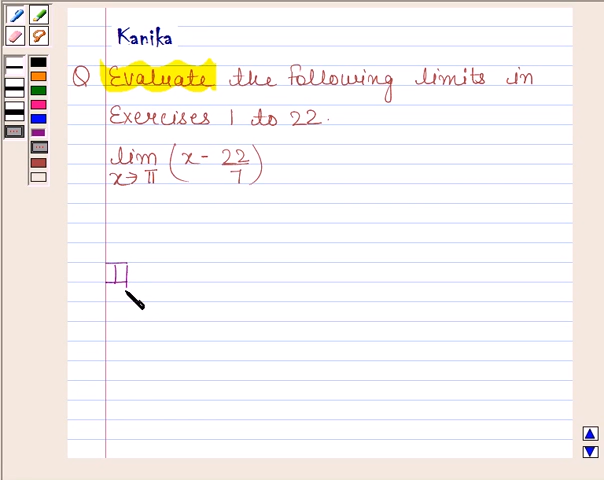 Kanika
Q Evaluate the following limits in
Exercises 1 to 22.
lim x→π (x - 22/7)